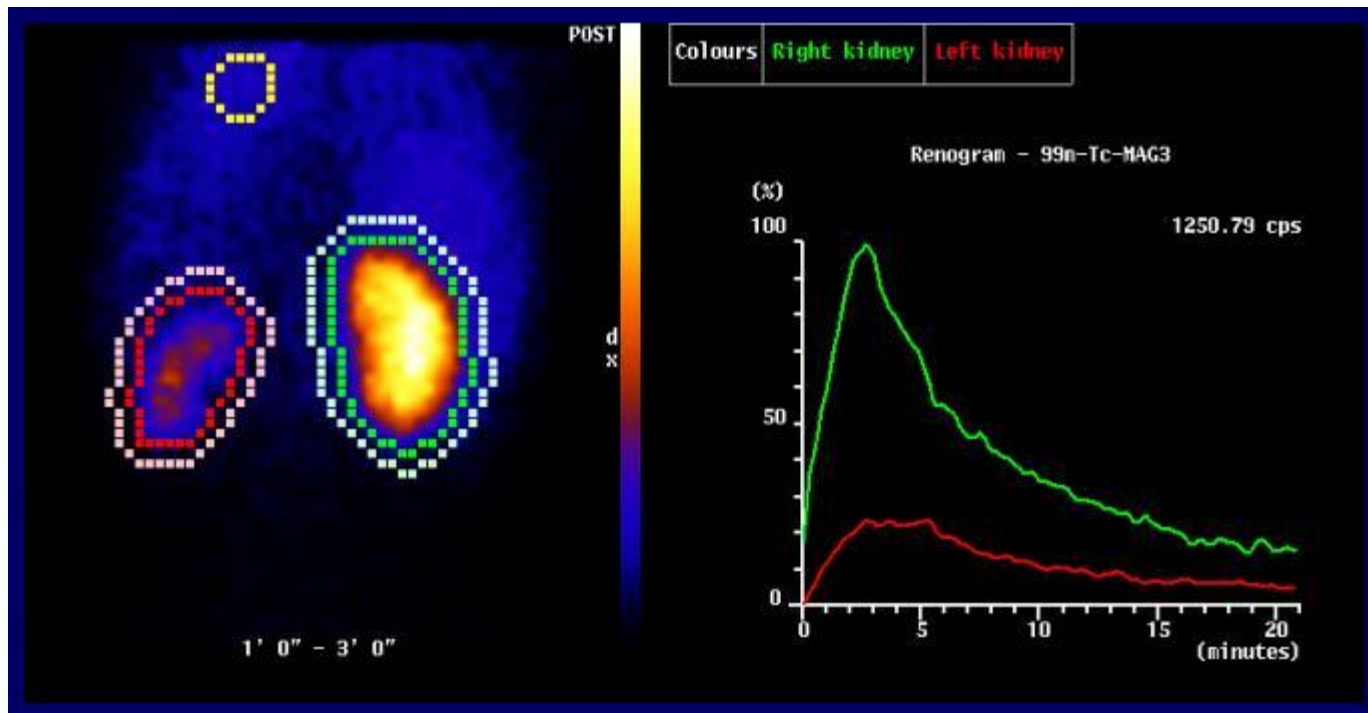 POST
d
x
1' 0" - 3' 0"
Colours Right kidney Left kidney
Renogram - 99m-Tc-MAG3
(%)
1250.79 cps
100
50
0
0 5 10 15 20
(minutes)